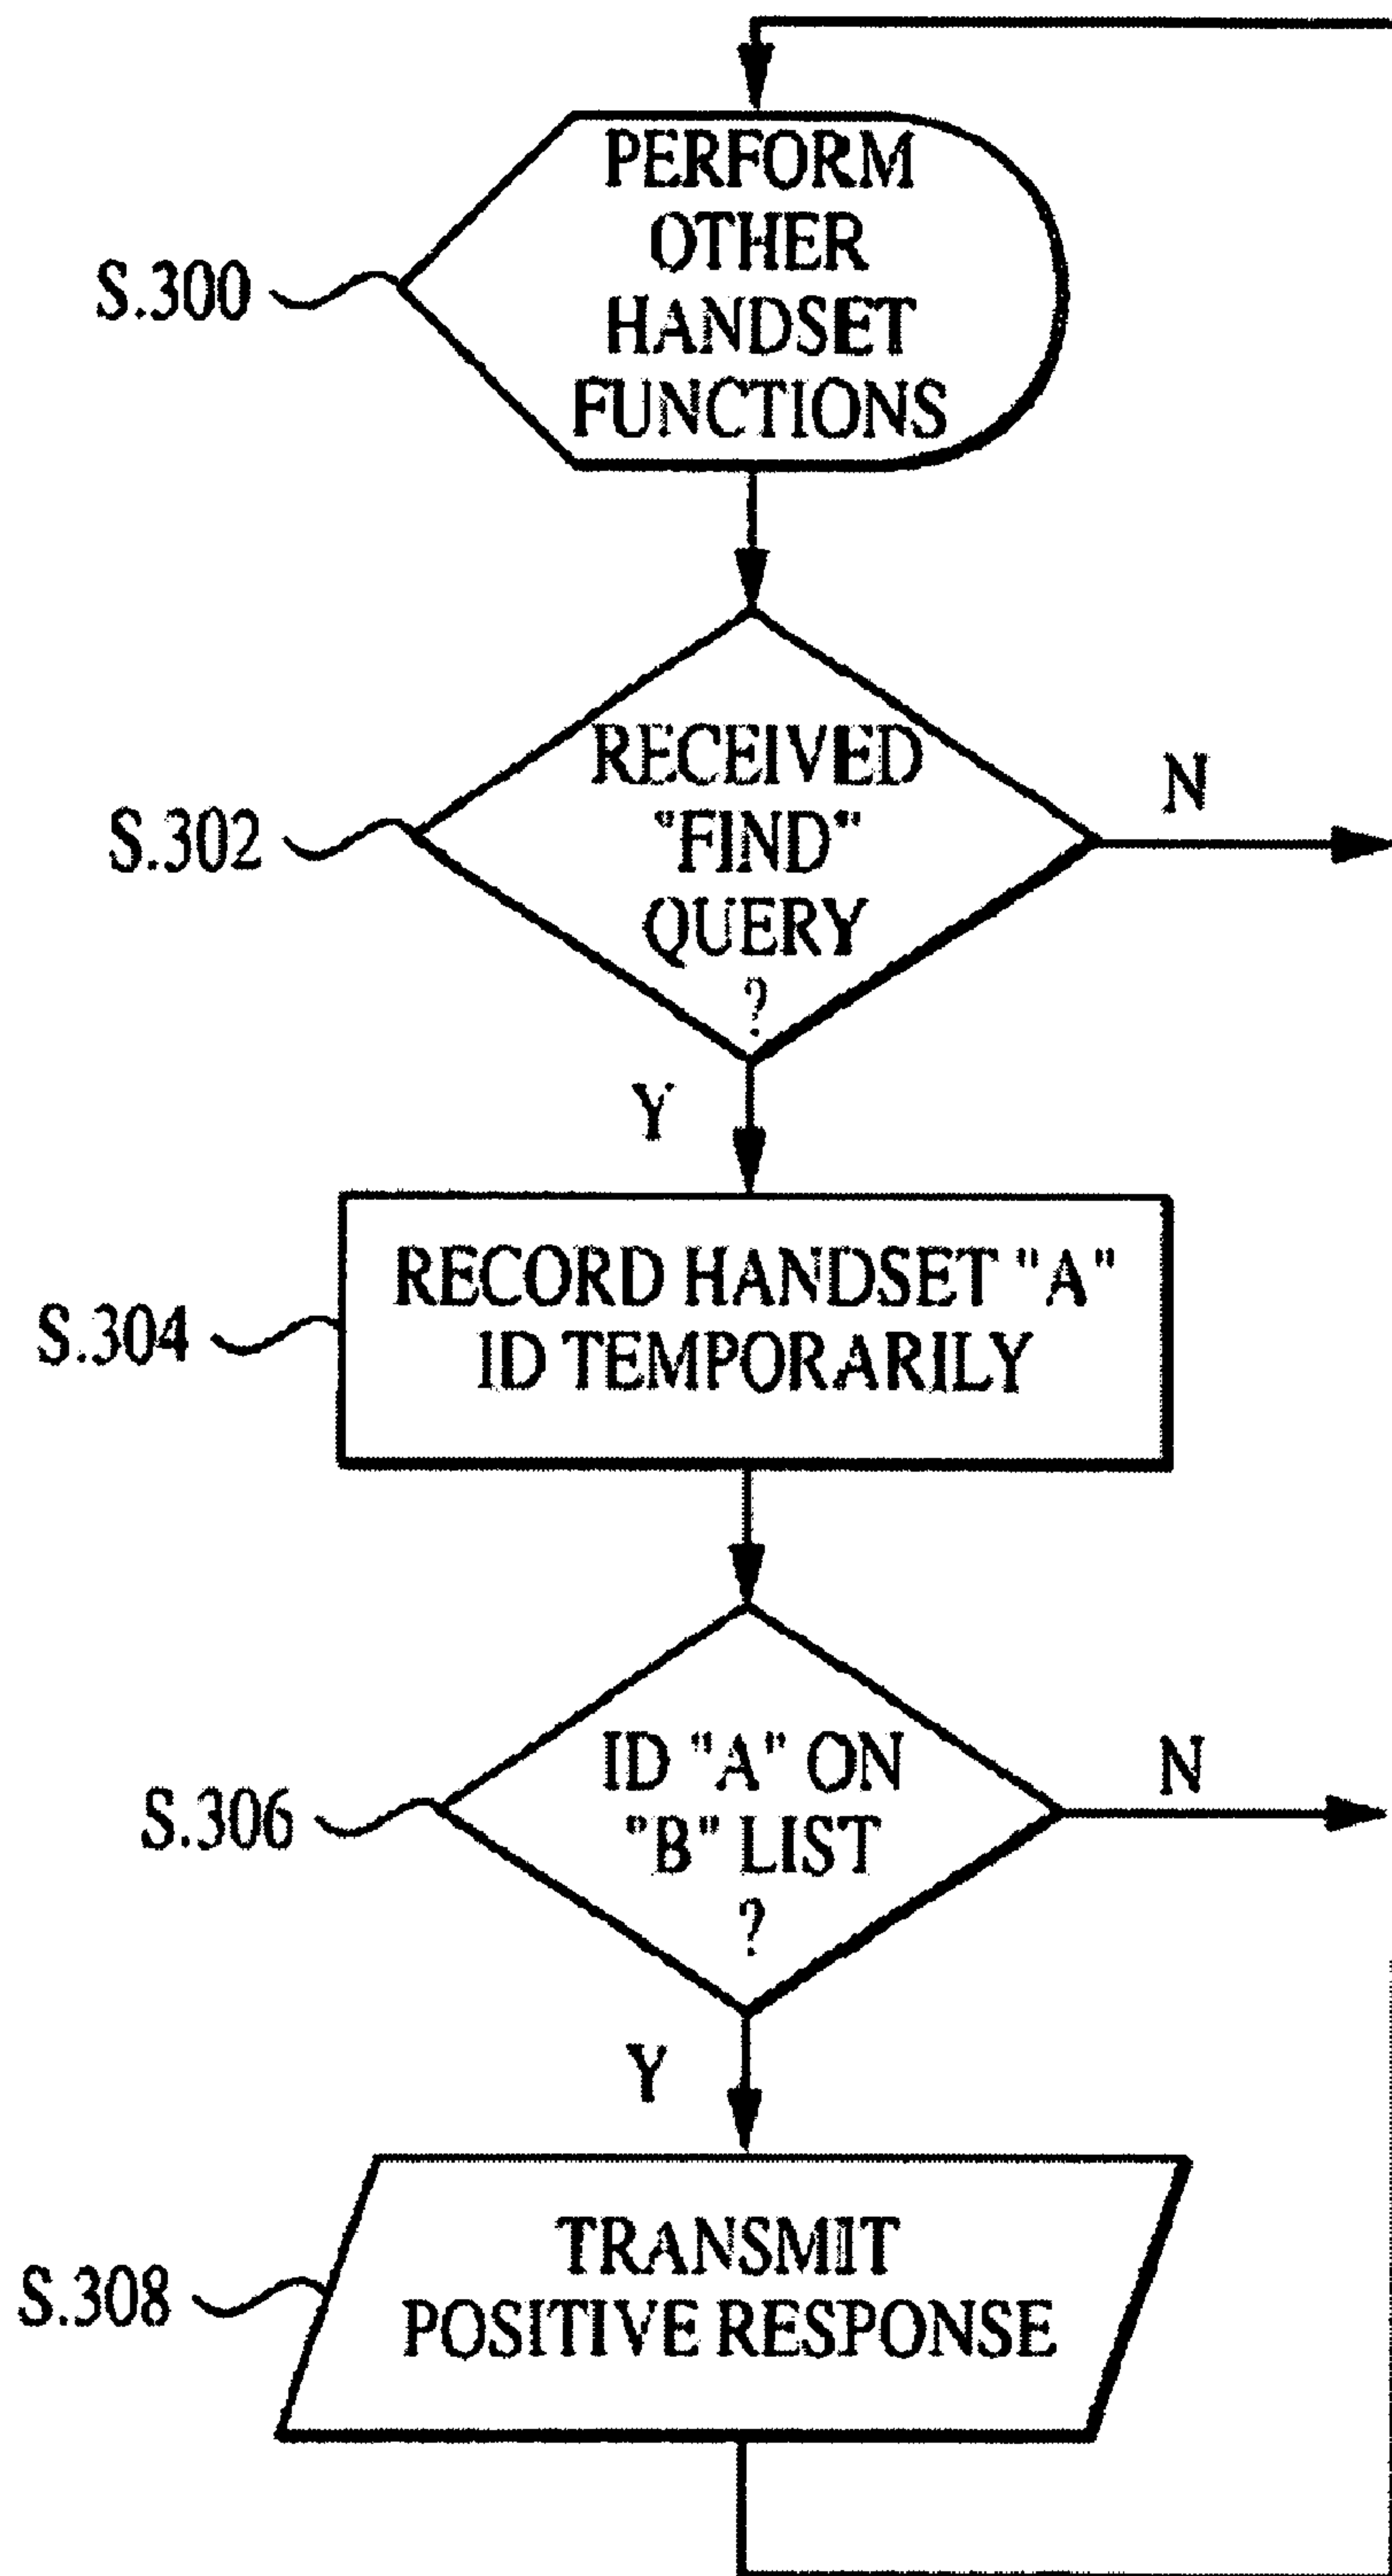 PERFORM
OTHER
HANDSET
FUNCTIONS
S.300
RECEIVED
"FIND"
QUERY
?
S.302
N
Y
RECORD HANDSET "A"
ID TEMPORARILY
S.304
ID "A" ON
"B" LIST
?
S.306
N
Y
TRANSMIT
POSITIVE RESPONSE
S.308